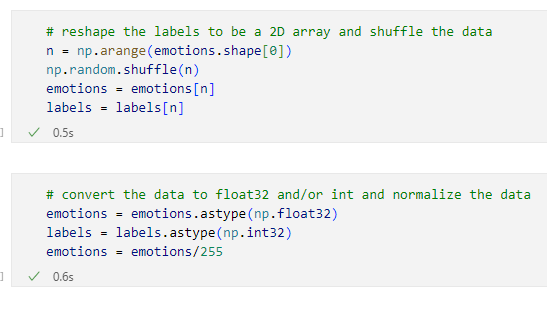 # reshape the labels to be a 2D array and shuffle the data
n = np.arange(emotions.shape[0])
np.random.shuffle(n)
emotions = emotions[n]
labels = labels[n]
] ✓ 0.5s
# convert the data to float32 and/or int and normalize the data
emotions = emotions.astype(np.float32)
labels = labels.astype(np.int32)
emotions = emotions/255
] ✓ 0.6s